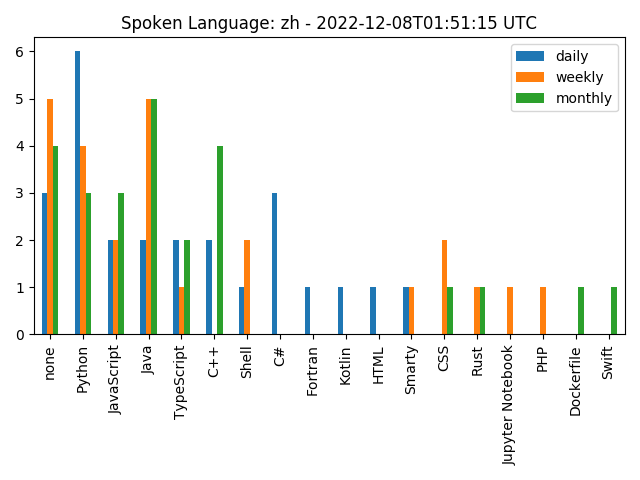 Spoken Language: zh - 2022-12-08T01:51:15 UTC
daily
weekly
monthly
6
5
4
3
2
1
0
none
Python
JavaScript
Java
TypeScript
C++
Shell
C#
Fortran
Kotlin
HTML
Smarty
CSS
Rust
Jupyter Notebook
PHP
Dockerfile
Swift